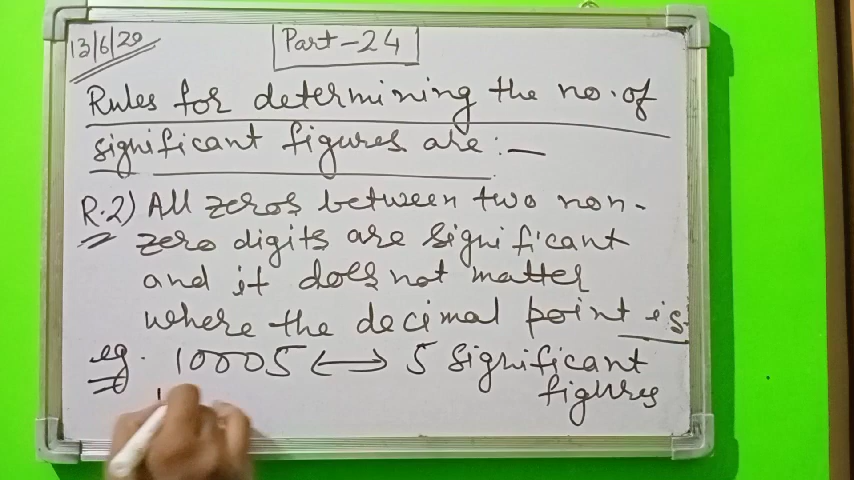 13/6/20
Part-24
Rules for determining the no. of
significant figures are:—
R.2) All zeros between two non-
zero digits are significant
and it does not matter
where the decimal point is.
eg. 10005 ↔ 5 significant
figures